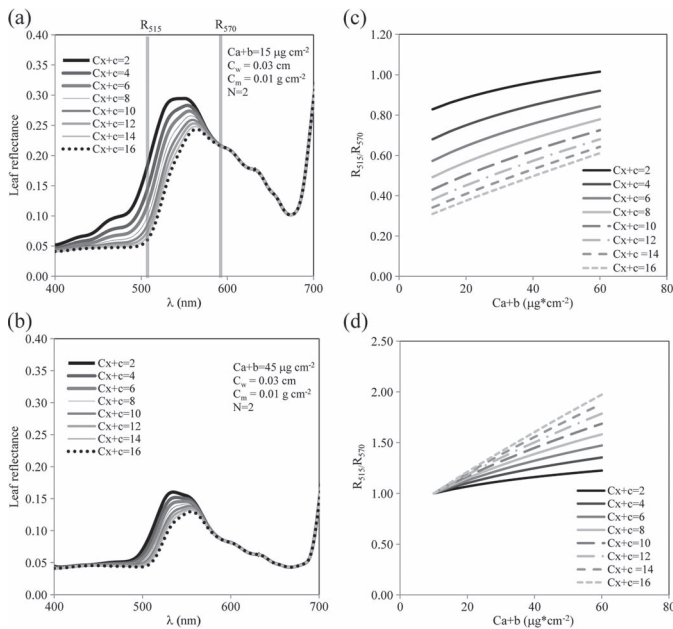 (a)
R515
R570
0.40
0.35
0.30
0.25
0.20
0.15
0.10
0.05
0.00
Leaf reflectance
Cx+c=2
Cx+c=4
Cx+c=6
Cx+c=8
Cx+c=10
Cx+c=12
Cx+c=14
Cx+c=16
Ca+b=15 µg cm-2
Cw = 0.03 cm
Cm = 0.01 g cm-2
N=2
400
500
600
700
λ (nm)
(c)
1.20
1.00
0.80
0.60
0.40
0.20
0.00
R515/R570
Cx+c=2
Cx+c=4
Cx+c=6
Cx+c=8
Cx+c=10
Cx+c=12
Cx+c =14
Cx+c=16
0
20
40
60
80
Ca+b (µg*cm-2)
(b)
0.40
0.35
0.30
0.25
0.20
0.15
0.10
0.05
0.00
Leaf reflectance
Cx+c=2
Cx+c=4
Cx+c=6
Cx+c=8
Cx+c=10
Cx+c=12
Cx+c=14
Cx+c=16
Ca+b=45 µg cm-2
Cw = 0.03 cm
Cm = 0.01 g cm-2
N=2
400
500
600
700
λ (nm)
(d)
2.50
2.00
1.50
1.00
0.50
0.00
R515/R570
Cx+c=2
Cx+c=4
Cx+c=6
Cx+c=8
Cx+c=10
Cx+c=12
Cx+c =14
Cx+c=16
0
20
40
60
80
Ca+b (µg*cm-2)